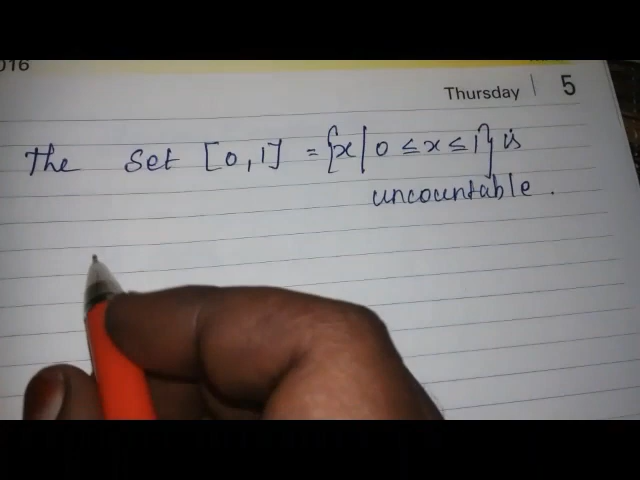 016
Thursday | 5
The Set [0,1] = {x | 0 ≤ x ≤ 1} is
uncountable.